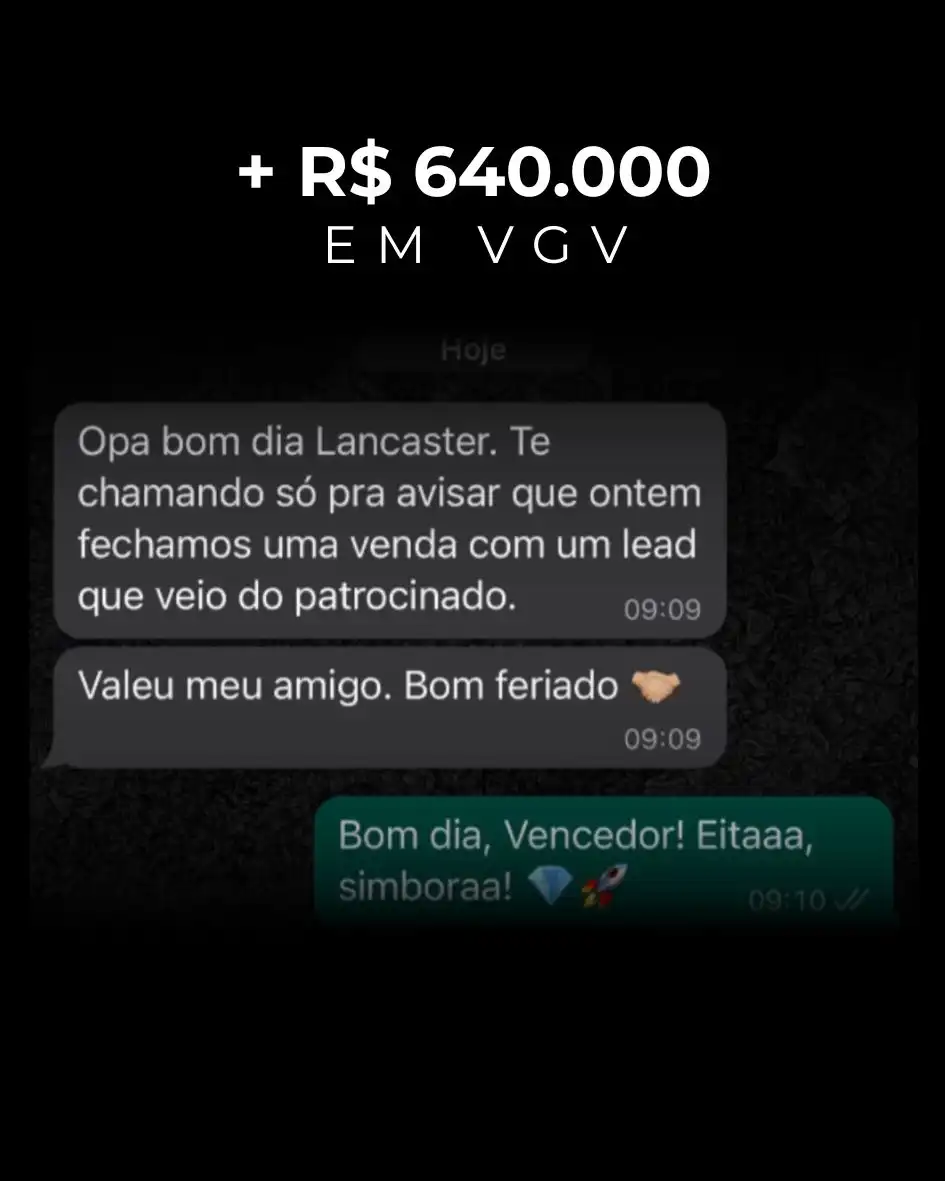 + R$ 640.000
EM VGV
Hoje
Opa bom dia Lancaster. Te
chamando só pra avisar que ontem
fechamos uma venda com um lead
que veio do patrocinado.
09:09
Valeu meu amigo. Bom feriado
09:09
Bom dia, Vencedor! Eitaaa,
simboraa!
09:10